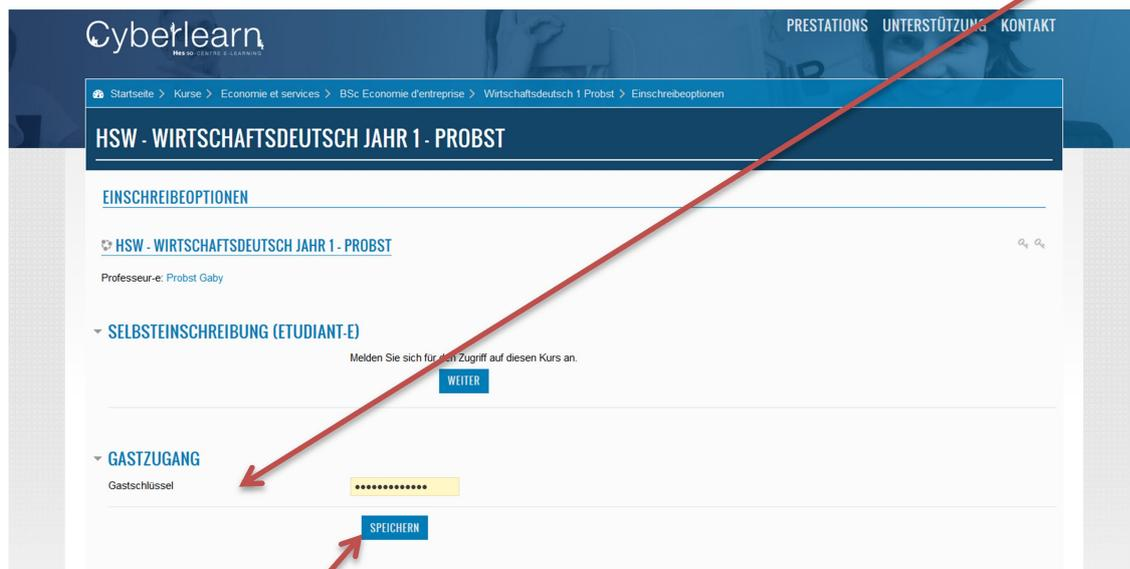 Cyberlearn
Hes·so CENTRE E-LEARNING
PRESTATIONS UNTERSTÜTZUNG KONTAKT
Startseite > Kurse > Economie et services > BSc Economie d'entreprise > Wirtschaftsdeutsch 1 Probst > Einschreibeoptionen
HSW - WIRTSCHAFTSDEUTSCH JAHR 1 - PROBST
EINSCHREIBEOPTIONEN
HSW - WIRTSCHAFTSDEUTSCH JAHR 1 - PROBST
Professeur-e: Probst Gaby
SELBSTEINSCHREIBUNG (ETUDIANT-E)
Melden Sie sich für den Zugriff auf diesen Kurs an.
WEITER
GASTZUGANG
Gastschlüssel •••••••••••••
SPEICHERN